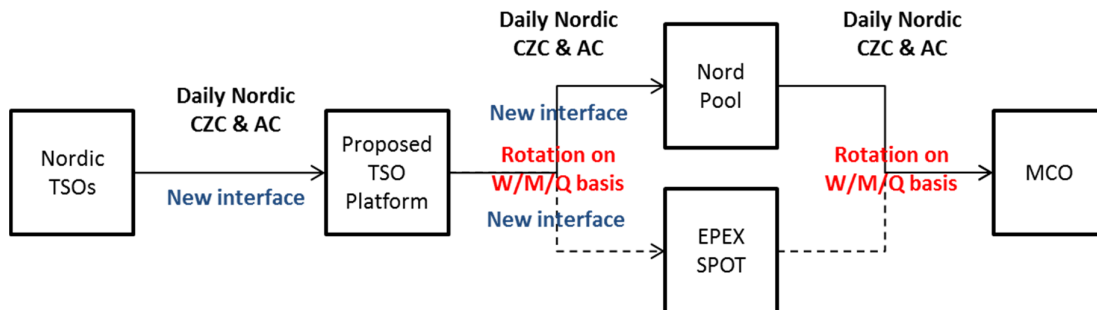 Nordic
TSOs
Daily Nordic
CZC & AC
New interface
Proposed
TSO
Platform
Daily Nordic
CZC & AC
New interface
Rotation on
W/M/Q basis
New interface
Nord
Pool
EPEX
SPOT
Daily Nordic
CZC & AC
Rotation on
W/M/Q basis
MCO